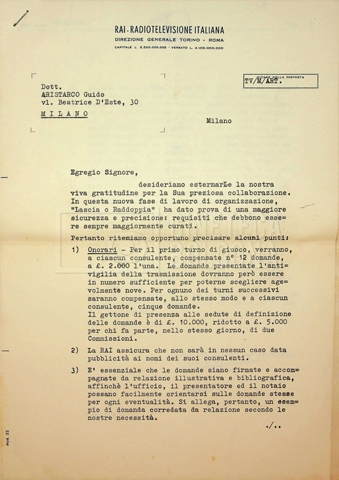 RAI-RADIOTELEVISIONE ITALIANA
DIREZIONE GENERALE TORINO - ROMA
TV/M/ART.
Dott.
ARISTARCO Guido
vl. Beatrice D'Este, 30
MILANO
Milano
Egregio Signore,
desideriamo esternarLe la nostra
viva gratitudine per la Sua preziosa collaborazione.
In questa nuova fase di lavoro di organizzazione,
"Lascia o Raddoppia" ha dato prova di una maggiore
sicurezza e precisione: requisiti che debbono esse=
re sempre maggiormente curati.
Pertanto riteniamo opportuno precisare alcuni punti:
1) Onorari - Per il primo turno di giuoco, verranno,
a ciascun consulente, compensate n° 12 domande,
a £. 2.000 l'una. Le domande presentate l'anti=
vigilia della trasmissione dovranno però essere
in numero sufficiente per poterne scegliere age=
volmente nove. Per ognuno dei turni successivi
saranno compensate, allo stesso modo e a ciascun
consulente, cinque domande.
Il gettone di presenza alle sedute di definizione
delle domande è di £. 10.000, ridotto a £. 5.000
per chi fa parte, nello stesso giorno, di due
Commissioni.
2) La RAI assicura che non sarà in nessun caso data
pubblicità ai nomi dei suoi consulenti.
3) E' essenziale che le domande siano firmate e accom=
pagnate da relazione illustrativa e bibliografica,
affinchè l'ufficio, il presentatore ed il notaio
possano facilmente orientarsi sulle domande stesse
per ogni eventualità. Si allega, pertanto, un esem=
pio di domanda corredata da relazione secondo le
nostre necessità.
./..